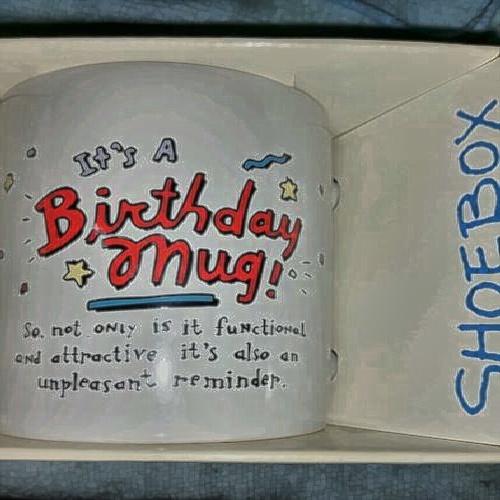 It's A
Birthday
Mug!
So, not only is it functional
and attractive it's also an
unpleasant reminder.
SHOEBOX